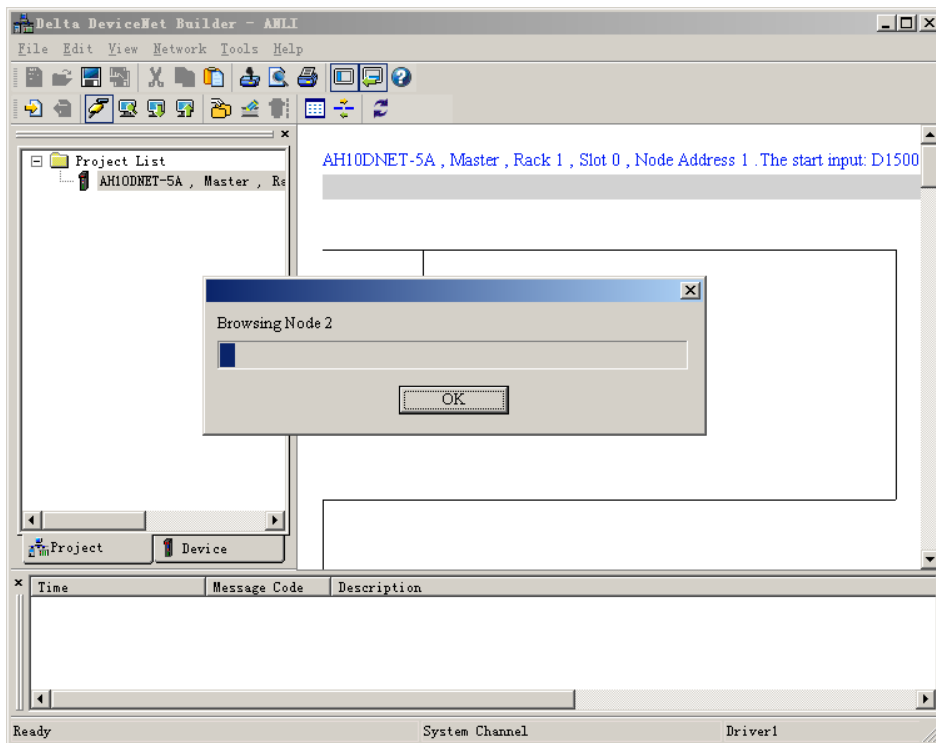 Delta DeviceNet Builder - ANLI
File Edit View Network Tools Help
Project List
AH10DNET-5A , Master , Ra
AH10DNET-5A , Master , Rack 1 , Slot 0 , Node Address 1 .The start input: D1500
Browsing Node 2
OK
Project Device
Time Message Code Description
Ready System Channel Driver1